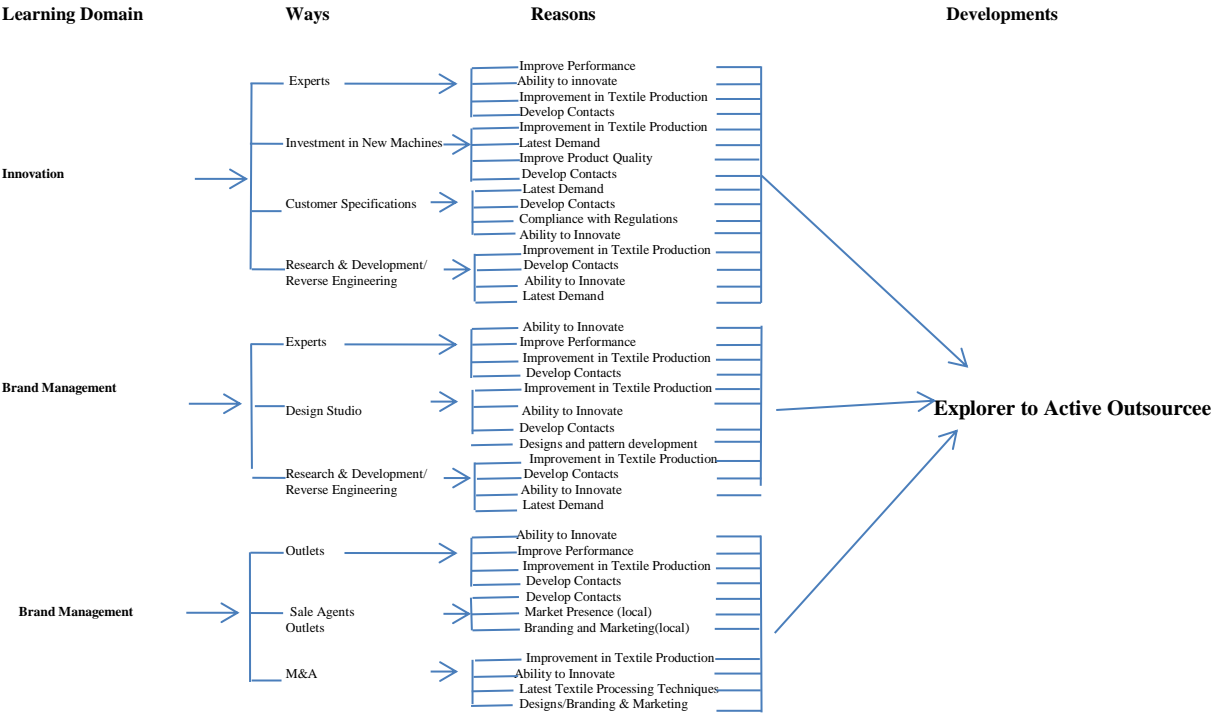 Learning Domain Ways Reasons Developments
Innovation
Experts
Improve Performance
Ability to innovate
Improvement in Textile Production
Develop Contacts
Investment in New Machines
Improvement in Textile Production
Latest Demand
Improve Product Quality
Develop Contacts
Customer Specifications
Latest Demand
Develop Contacts
Compliance with Regulations
Ability to Innovate
Research & Development/
Reverse Engineering
Improvement in Textile Production
Develop Contacts
Ability to Innovate
Latest Demand
Brand Management
Experts
Ability to Innovate
Improve Performance
Improvement in Textile Production
Develop Contacts
Design Studio
Improvement in Textile Production
Ability to Innovate
Develop Contacts
Designs and pattern development
Research & Development/
Reverse Engineering
Improvement in Textile Production
Develop Contacts
Ability to Innovate
Latest Demand
Brand Management
Outlets
Ability to Innovate
Improve Performance
Improvement in Textile Production
Develop Contacts
Sale Agents
Outlets
Develop Contacts
Market Presence (local)
Branding and Marketing(local)
M&A
Improvement in Textile Production
Ability to Innovate
Latest Textile Processing Techniques
Designs/Branding & Marketing
Explorer to Active Outsourcee